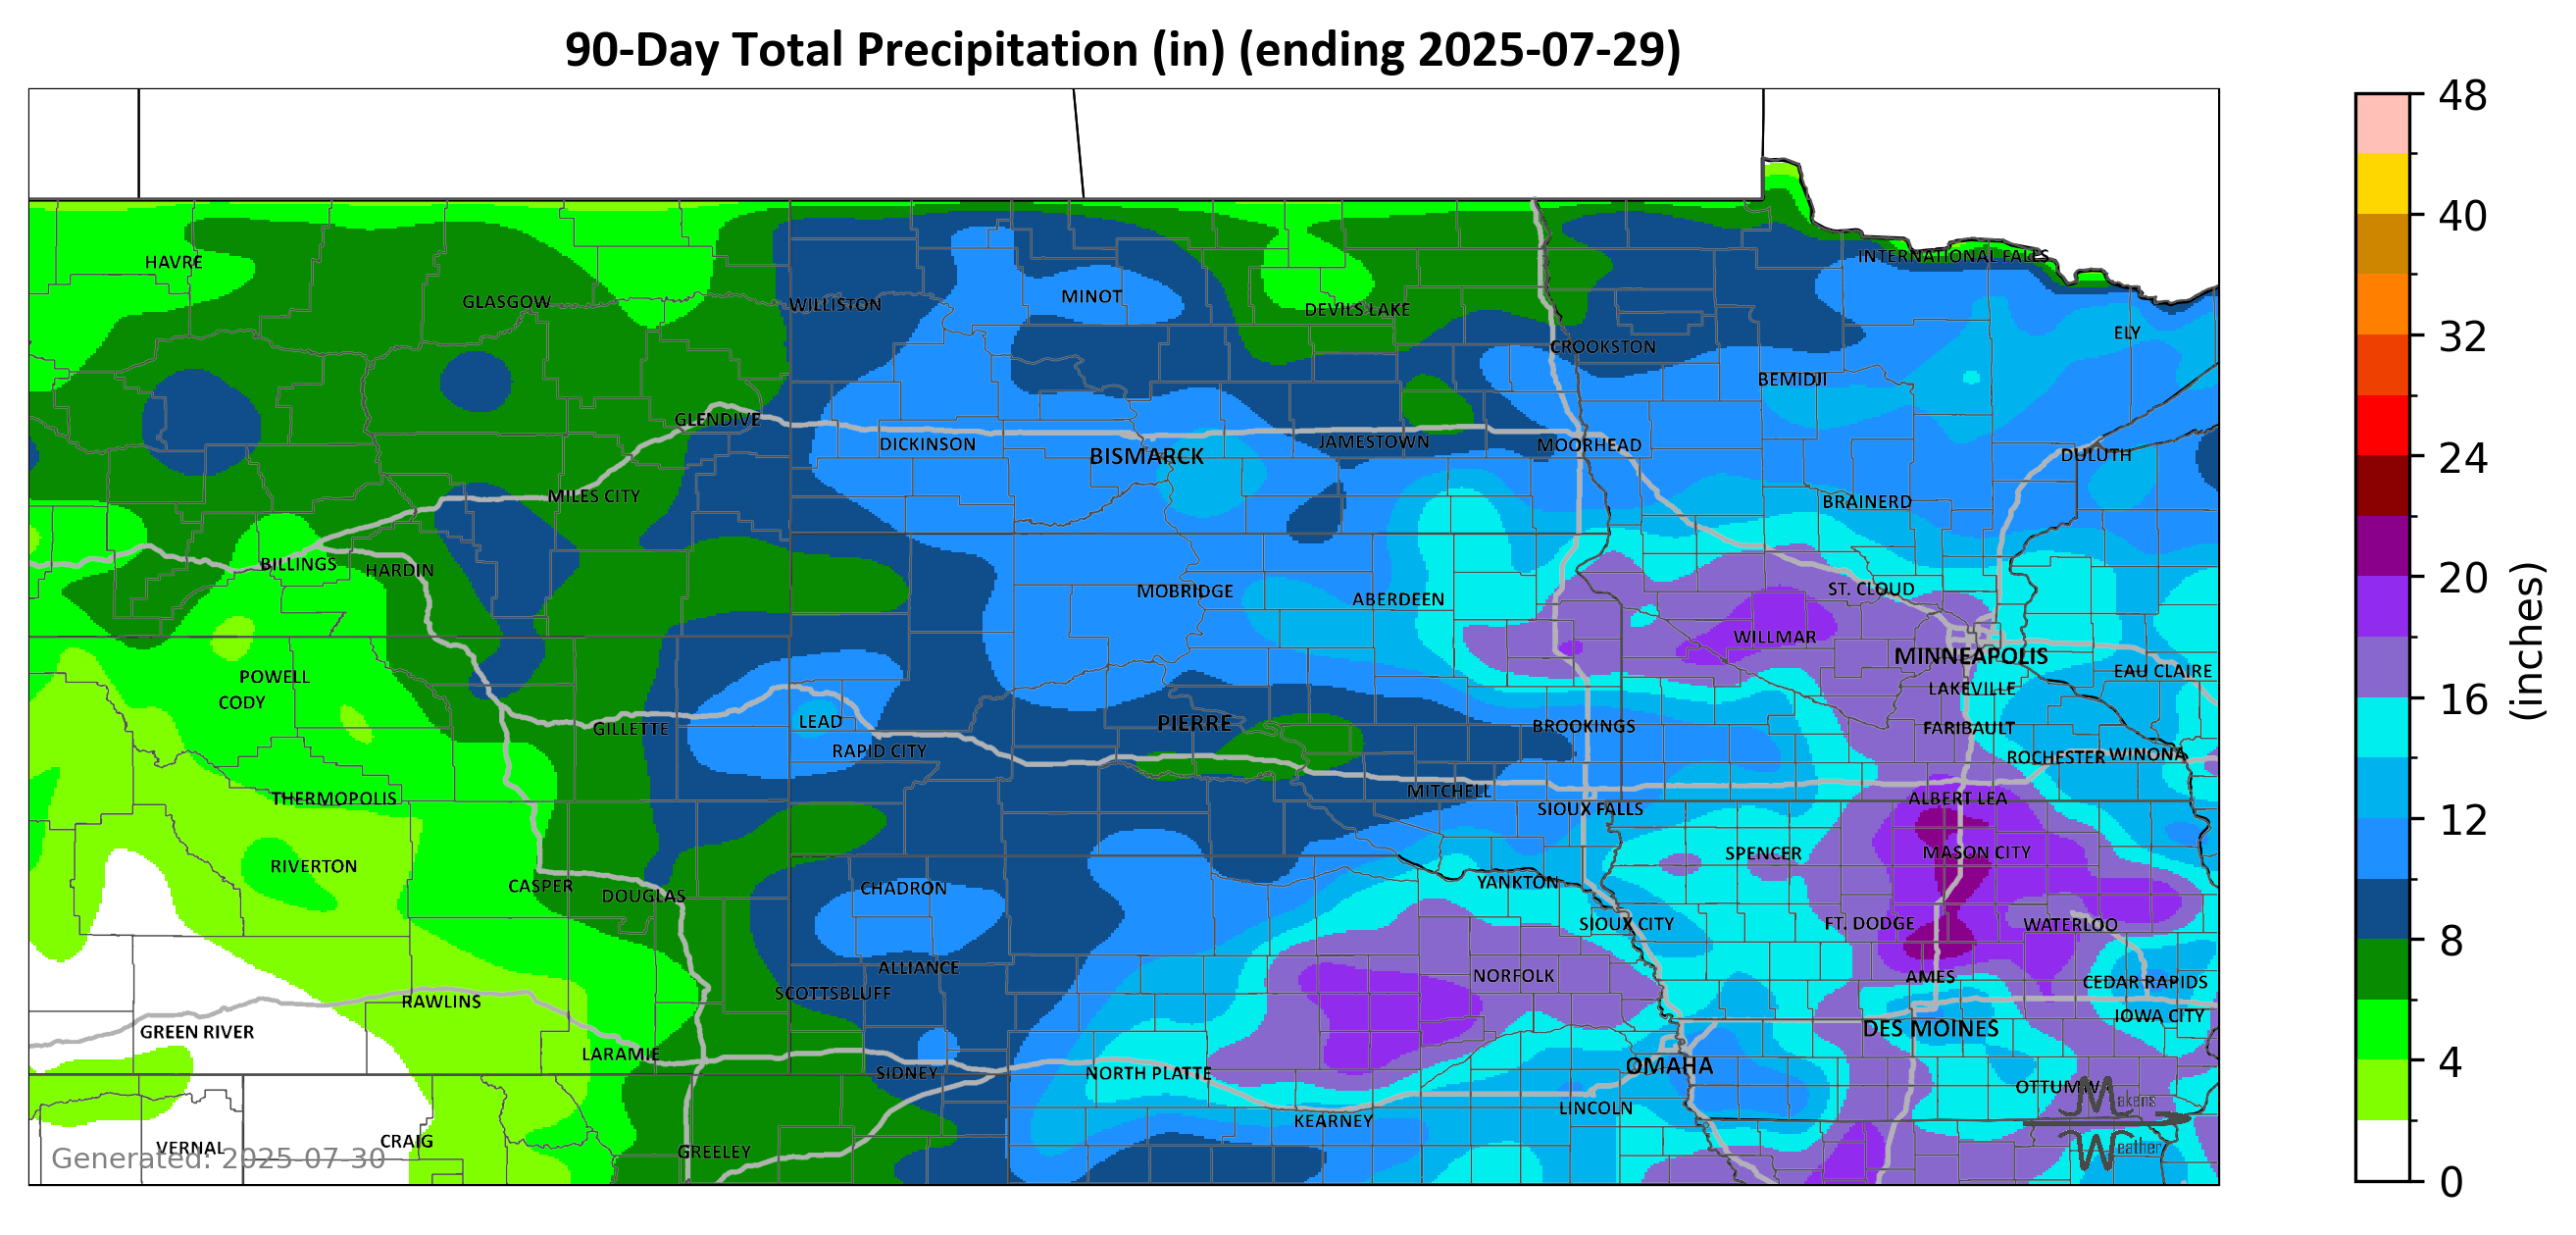 90-Day Total Precipitation (in) (ending 2025-07-29)
48
40
32
24
20
16
12
8
4
0
(inches)
HAVRE
INTERNATIONAL FALLS
GLASGOW
WILLISTON
MINOT
DEVILS LAKE
ELY
CROOKSTON
BEMIDJI
GLENDIVE
DICKINSON
BISMARCK
JAMESTOWN
MOORHEAD
DULUTH
MILES CITY
BRAINERD
BILLINGS
HARDIN
MOBRIDGE
ABERDEEN
ST. CLOUD
WILLMAR
MINNEAPOLIS
POWELL
EAU CLAIRE
CODY
LAKEVILLE
GILLETTE
LEAD
PIERRE
BROOKINGS
FARIBAULT
RAPID CITY
ROCHESTER
WINONA
THERMOPOLIS
MITCHELL
SIOUX FALLS
ALBERT LEA
RIVERTON
SPENCER
MASON CITY
CASPER
DOUGLAS
CHADRON
YANKTON
SIOUX CITY
FT. DODGE
WATERLOO
ALLIANCE
NORFOLK
AMES
CEDAR RAPIDS
SCOTTSBLUFF
RAWLINS
GREEN RIVER
DES MOINES
IOWA CITY
LARAMIE
SIDNEY
NORTH PLATTE
OMAHA
OTTUMW
LINCOLN
KEARNEY
VERNAL
CRAIG
GREELEY
Generated: 2025-07-30
Makens
Weather